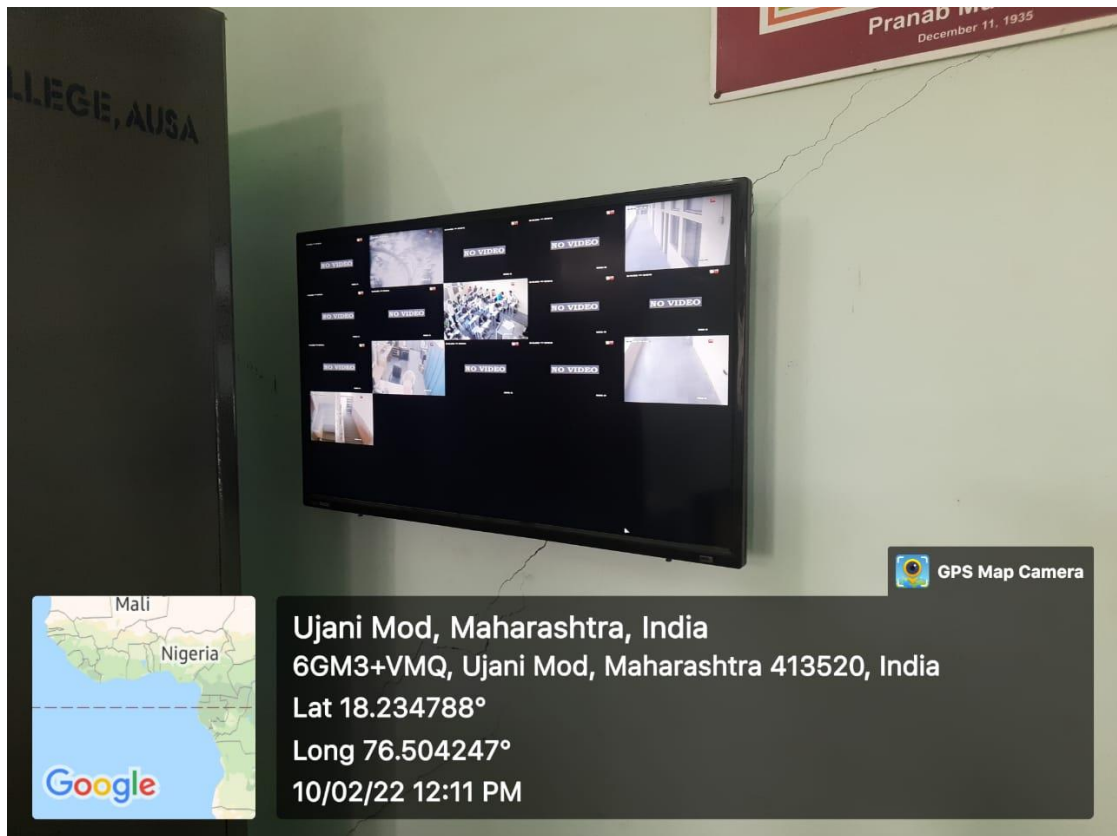 LLEGE, AUSA
Pranab M
December 11, 1935
NO VIDEO
NO VIDEO
NO VIDEO
NO VIDEO
NO VIDEO
NO VIDEO
NO VIDEO
NO VIDEO
NO VIDEO
NO VIDEO
GPS Map Camera
Mali
Nigeria
Google
Ujani Mod, Maharashtra, India
6GM3+VMQ, Ujani Mod, Maharashtra 413520, India
Lat 18.234788°
Long 76.504247°
10/02/22 12:11 PM